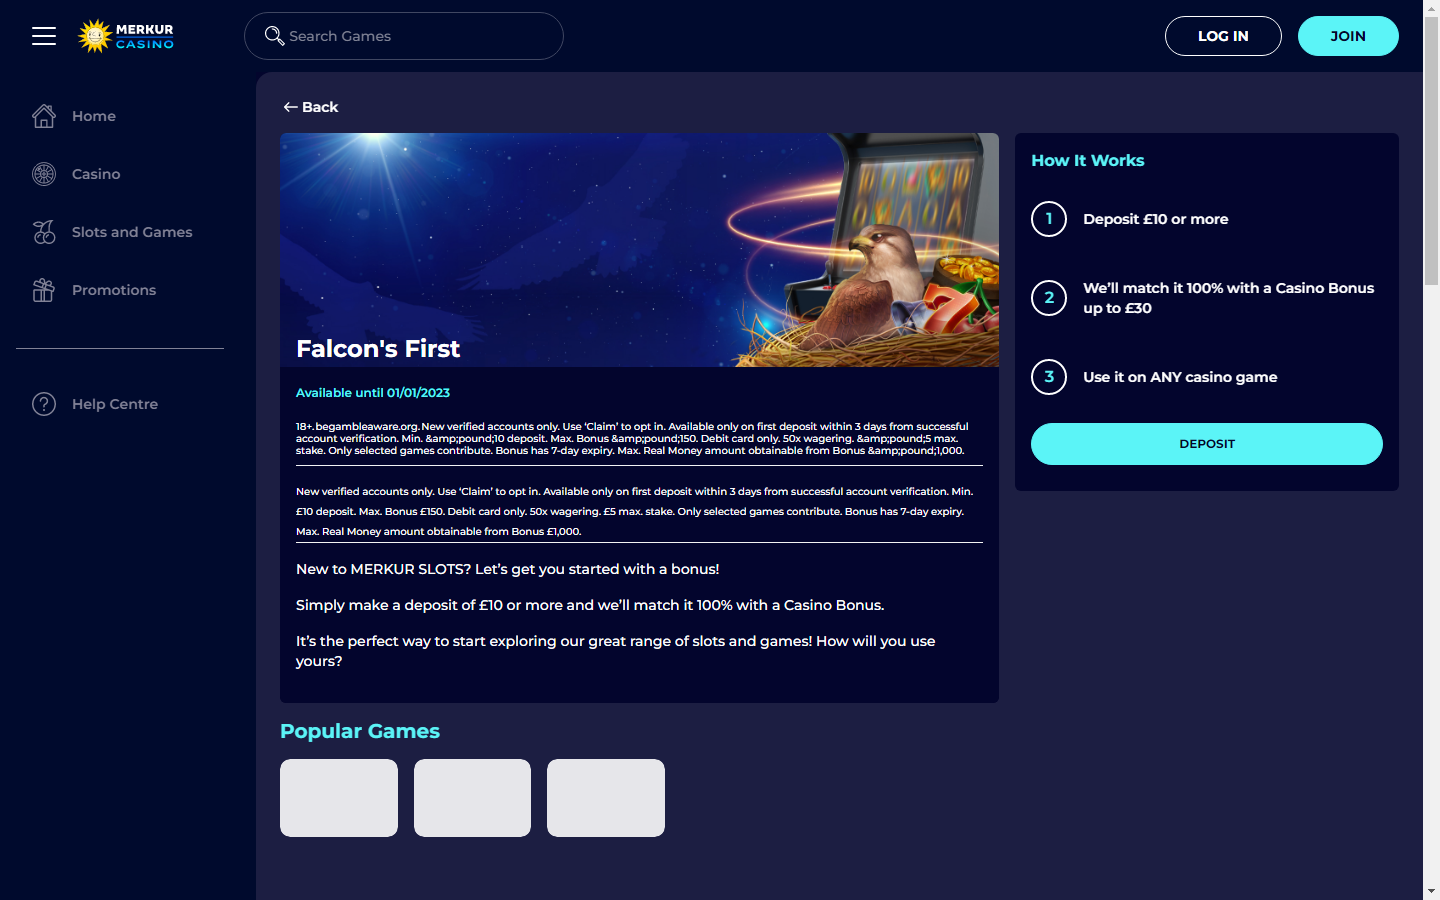 MERKUR
CASINO
Search Games
LOG IN
JOIN
Home
Casino
Slots and Games
Promotions
Help Centre
Back
7
Falcon's First
Available until 01/01/2023
18+. begambleaware.org. New verified accounts only. Use ‘Claim’ to opt in. Available only on first deposit within 3 days from successful
account verification. Min. &amp;pound;10 deposit. Max. Bonus &amp;pound;150. Debit card only. 50x wagering. &amp;pound;5 max.
stake. Only selected games contribute. Bonus has 7-day expiry. Max. Real Money amount obtainable from Bonus &amp;pound;1,000.
New verified accounts only. Use ‘Claim’ to opt in. Available only on first deposit within 3 days from successful account verification. Min.
£10 deposit. Max. Bonus £150. Debit card only. 50x wagering. £5 max. stake. Only selected games contribute. Bonus has 7-day expiry.
Max. Real Money amount obtainable from Bonus £1,000.
New to MERKUR SLOTS? Let’s get you started with a bonus!
Simply make a deposit of £10 or more and we’ll match it 100% with a Casino Bonus.
It’s the perfect way to start exploring our great range of slots and games! How will you use
yours?
How It Works
1 Deposit £10 or more
2 We’ll match it 100% with a Casino Bonus
up to £30
3 Use it on ANY casino game
DEPOSIT
Popular Games